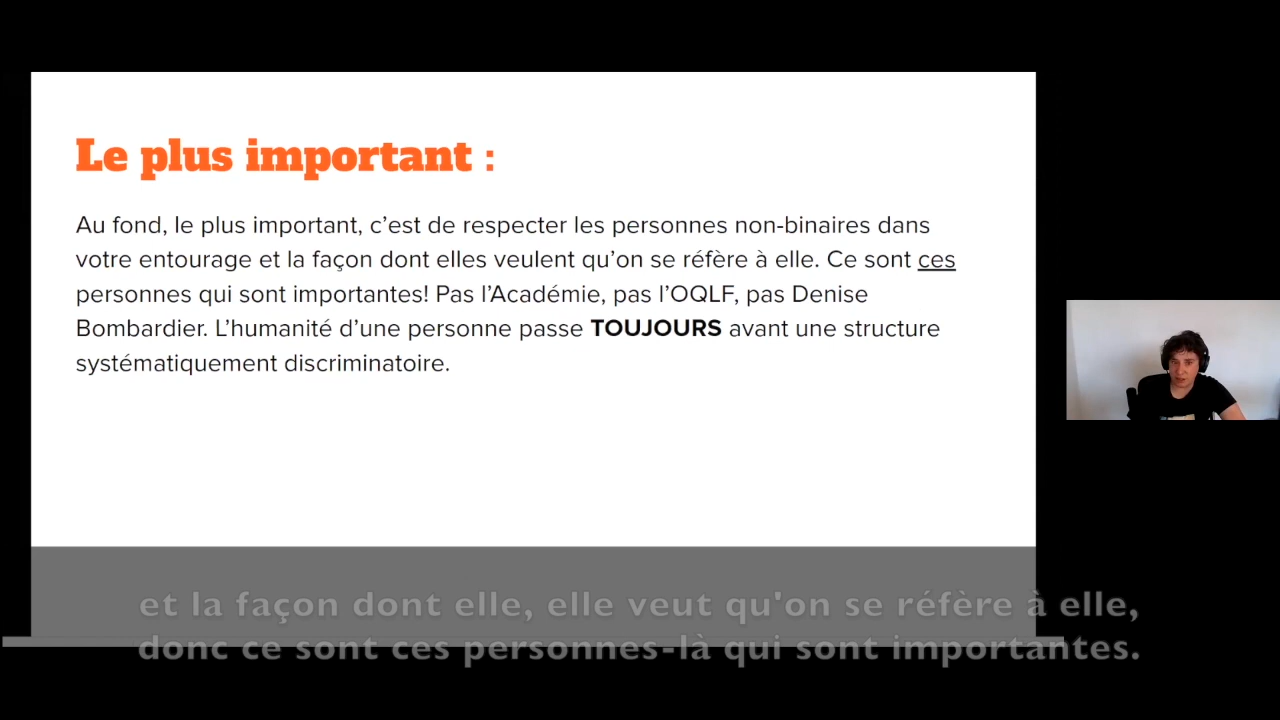 Le plus important :
Au fond, le plus important, c’est de respecter les personnes non-binaires dans
votre entourage et la façon dont elles veulent qu’on se réfère à elle. Ce sont ces
personnes qui sont importantes! Pas l’Académie, pas l’OQLF, pas Denise
Bombardier. L’humanité d’une personne passe TOUJOURS avant une structure
systématiquement discriminatoire.
et la façon dont elle, elle veut qu'on se réfère à elle,
donc ce sont ces personnes-là qui sont importantes.